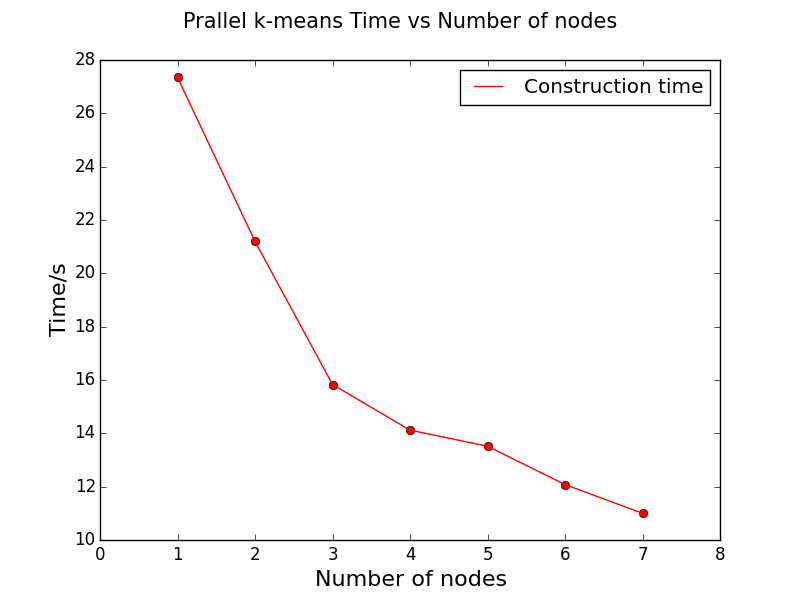 Prallel k-means Time vs Number of nodes
Construction time
28
26
24
22
20
18
16
14
12
10
Time/s
0 1 2 3 4 5 6 7 8
Number of nodes